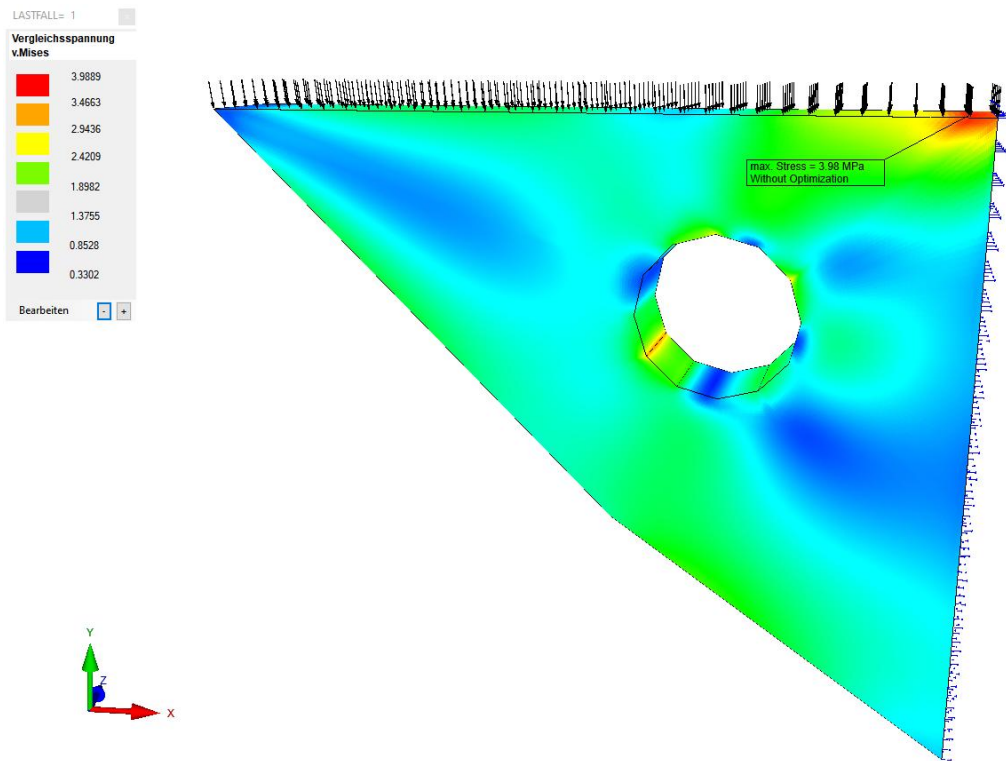 LASTFALL= 1
Vergleichsspannung
v.Mises
3.9889
3.4663
2.9436
2.4209
1.8982
1.3755
0.8528
0.3302
Bearbeiten - +
max. Stress = 3.98 MPa
Without Optimization
Y
Z
X